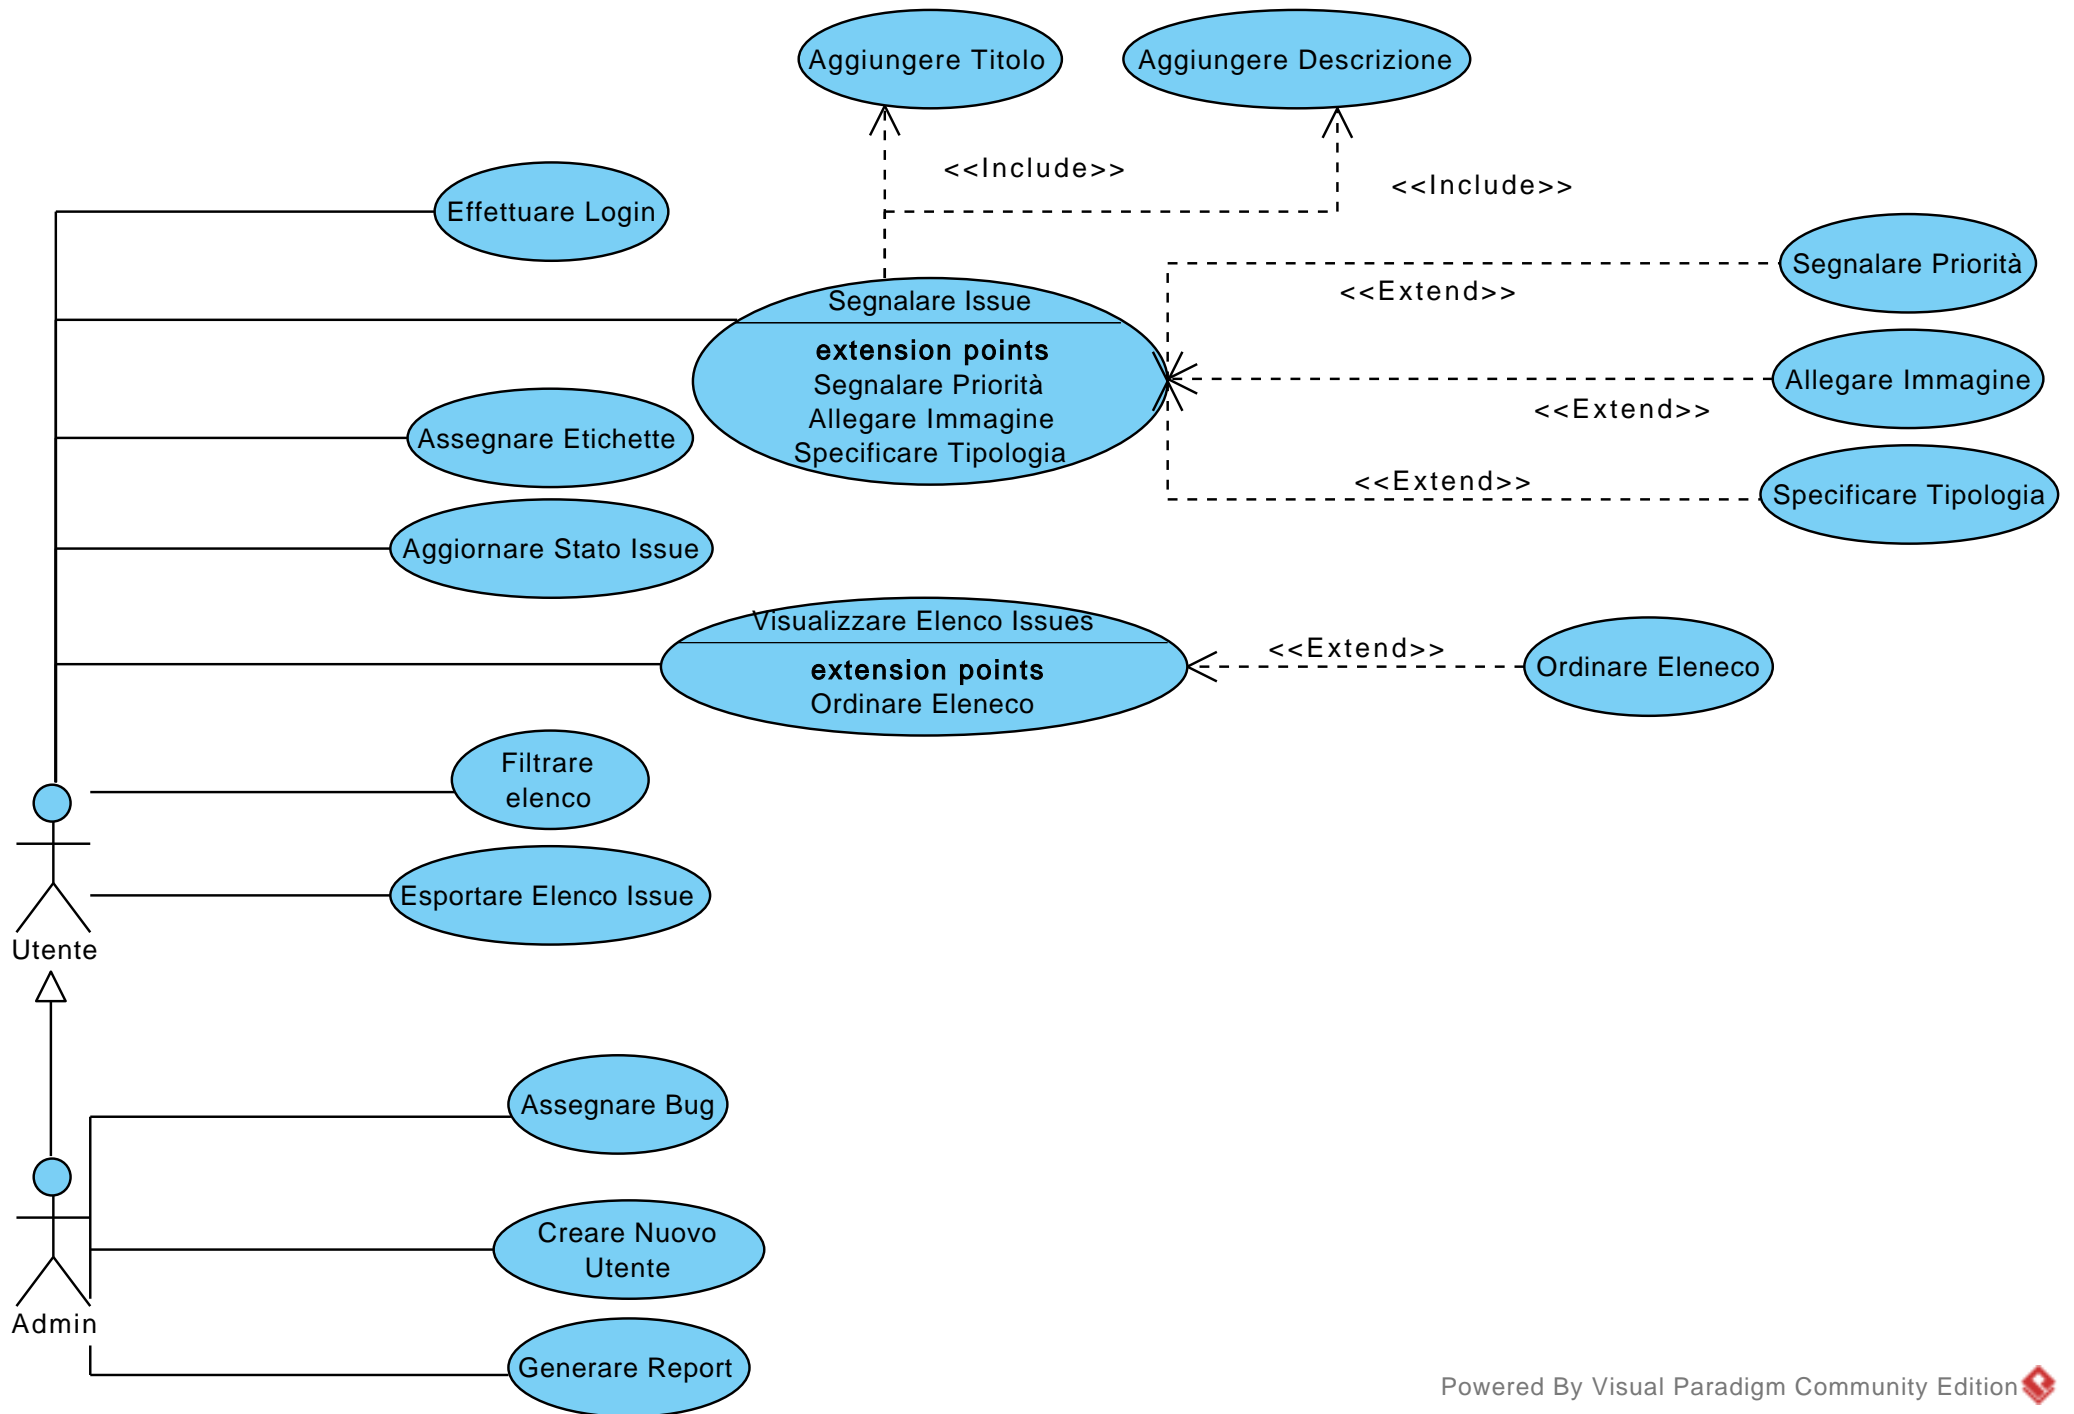 Aggiungere Titolo
Aggiungere Descrizione
<<Include>>
<<Include>>
Effettuare Login
Segnalare Issue
extension points
Segnalare Priorità
Allegare Immagine
Specificare Tipologia
Segnalare Priorità
<<Extend>>
Allegare Immagine
<<Extend>>
<<Extend>>
Specificare Tipologia
Assegnare Etichette
Aggiornare Stato Issue
Visualizzare Elenco Issues
extension points
Ordinare Eleneco
<<Extend>>
Ordinare Eleneco
Filtrare
elenco
Esportare Elenco Issue
Utente
Assegnare Bug
Creare Nuovo
Utente
Admin
Generare Report
Powered By Visual Paradigm Community Edition